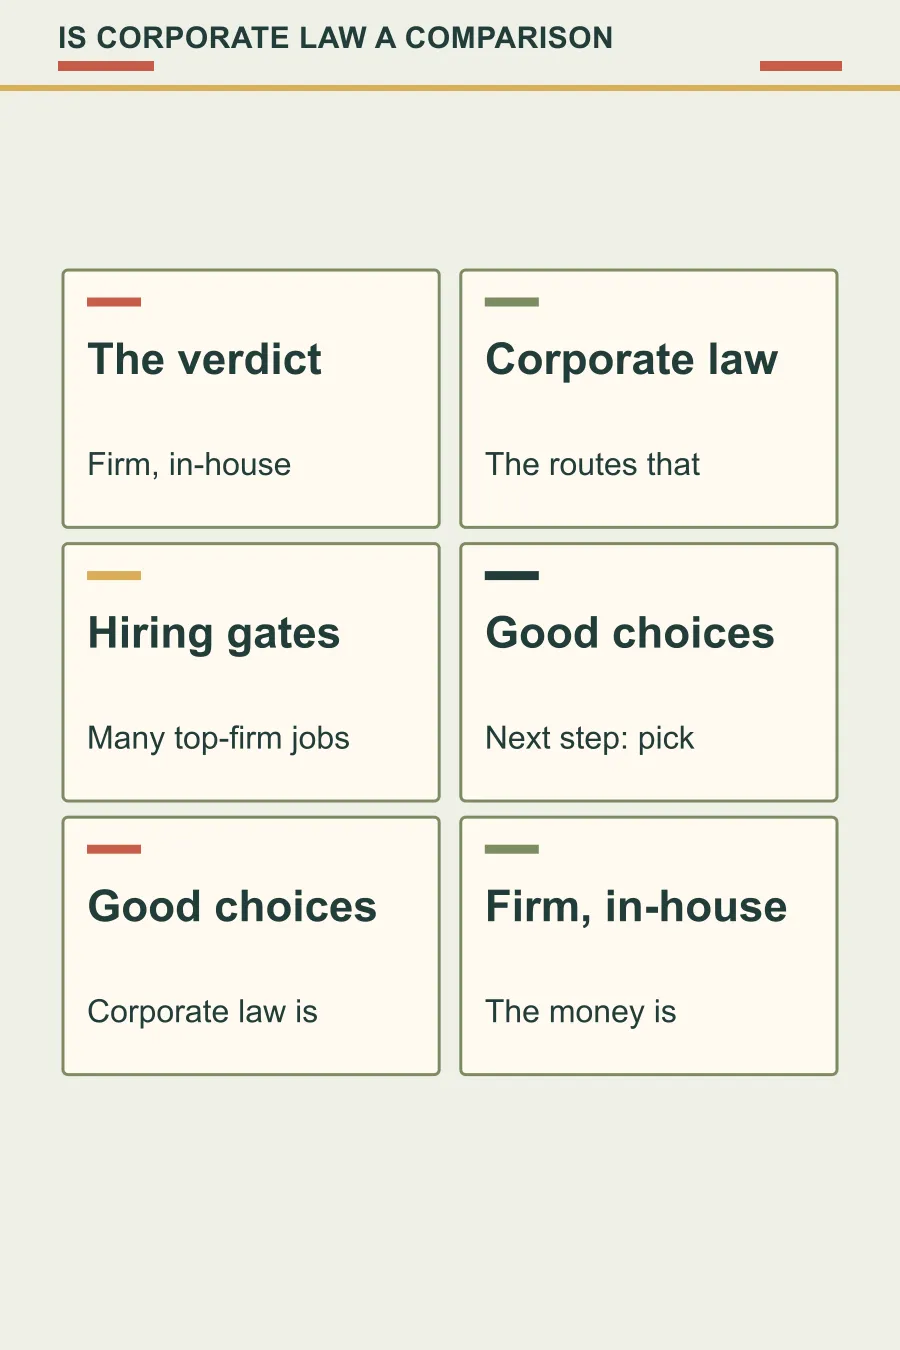 IS CORPORATE LAW A COMPARISON
The verdict
Firm, in-house
Corporate law
The routes that
Hiring gates
Many top-firm jobs
Good choices
Next step: pick
Good choices
Corporate law is
Firm, in-house
The money is